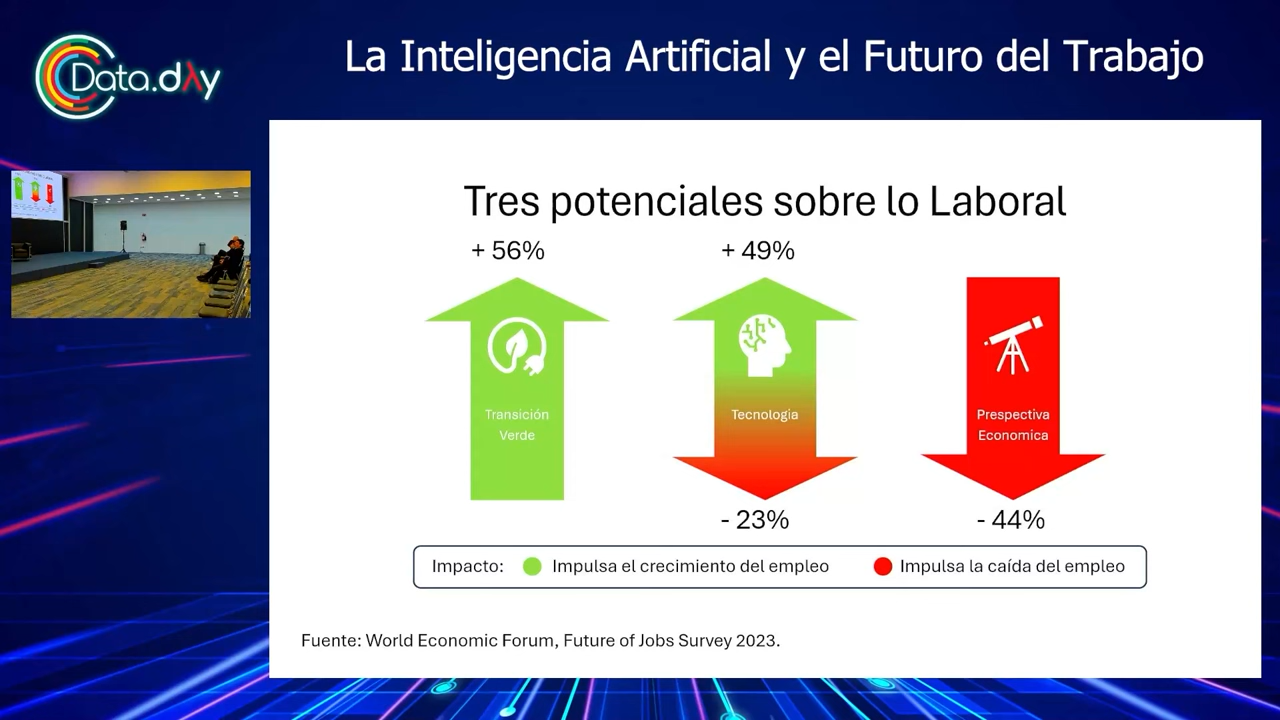 Data.dλy
La Inteligencia Artificial y el Futuro del Trabajo
Tres potenciales sobre lo Laboral
+ 56%
+ 49%
Transición
Verde
Tecnologia
Prespectiva
Economica
- 23%
- 44%
Impacto: Impulsa el crecimiento del empleo Impulsa la caída del empleo
Fuente: World Economic Forum, Future of Jobs Survey 2023.